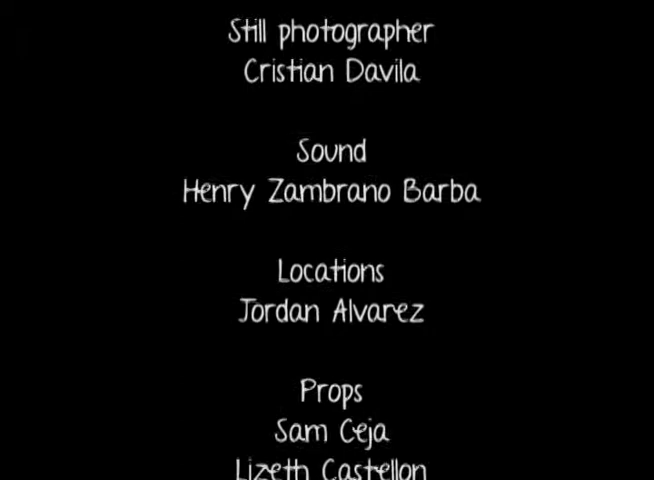 Still photographer
Cristian Davila
Sound
Henry Zambrano Barba
Locations
Jordan Alvarez
Props
Sam Ceja
Lizeth Castellon